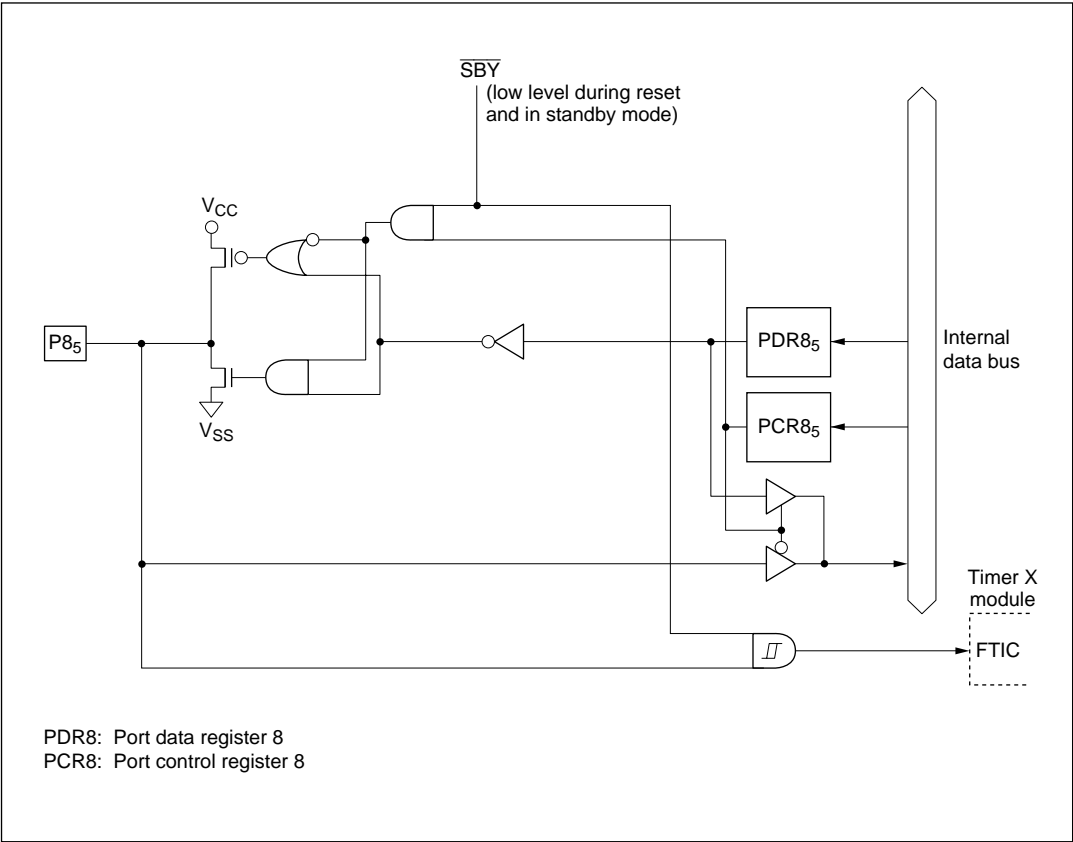 SBY
(low level during reset
and in standby mode)
VCC
P85
VSS
PDR85
PCR85
Internal
data bus
Timer X
module
FTIC
PDR8: Port data register 8
PCR8: Port control register 8